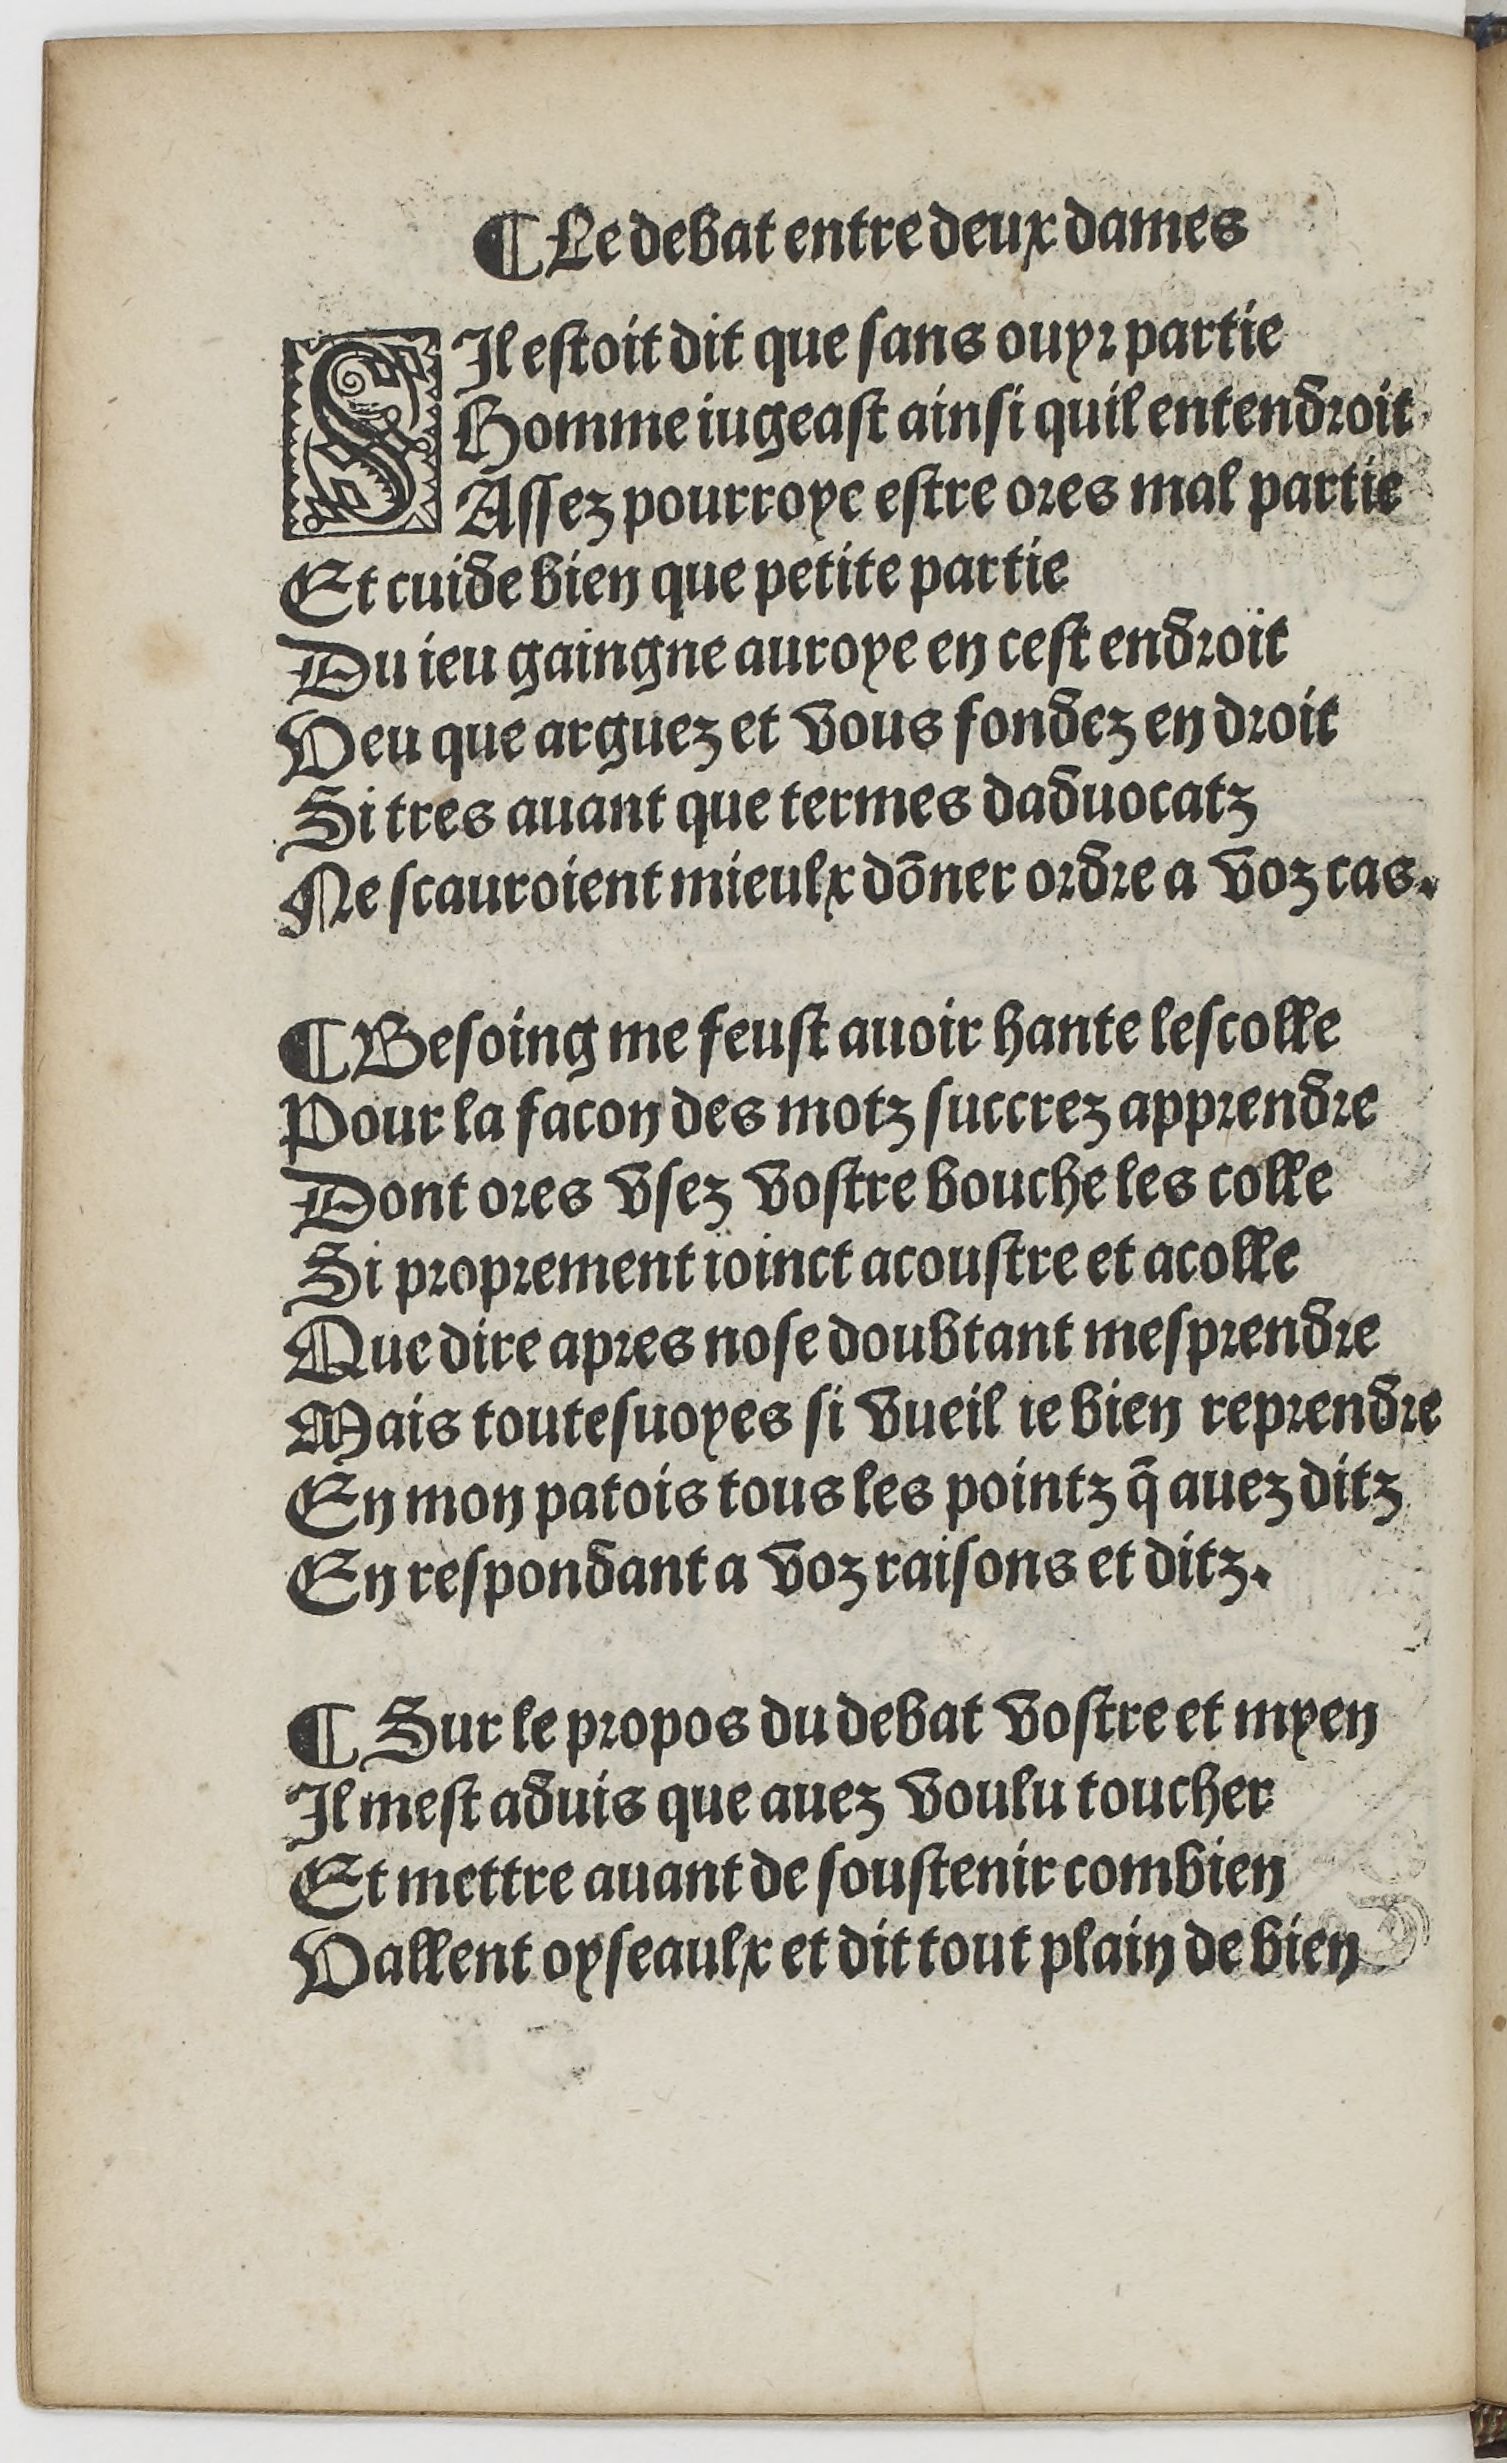 ¶ Le debat entre deux dames
SIl estoit dit que sans ouyr partie
Homme iugeast ainsi quil entendroit
Assez pourroye estre ores mal partie
Et cuide bien que petite partie
Du ieu gaingne auroye en cest endroit
Veu que arguez et vous fondez en droit
Si tres auant que termes daduocatz
Ne scauroient mieulx dõner ordre a voz cas.
¶ Besoing me feust auoir hante lescolle
Pour la facon des motz succrez apprendre
Dont ores vsez vostre bouche les colle
Si proprement ioinct acoustre et acolle
Que dire apres nose doubtant mesprendre
Mais toutesuoyes si vueil ie bien reprendre
En mon patois tous les pointz q̃ auez ditz
En respondant a voz raisons et ditz.
¶ Sur le propos du debat vostre et myen
Il mest aduis que auez voulu toucher
Et mettre auant de soustenir combien
Vallent oyseaulx et dit tout plain de bien